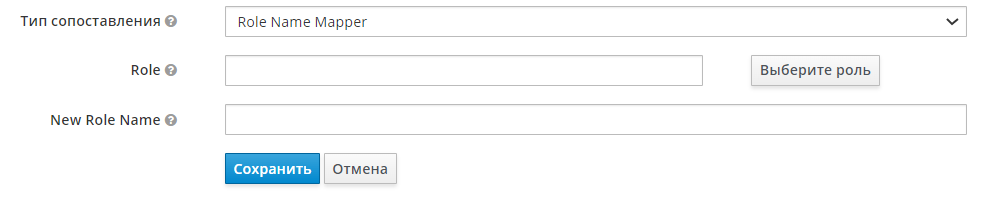 Тип сопоставления ? Role Name Mapper
Role ? Выберите роль
New Role Name ?
Сохранить Отмена